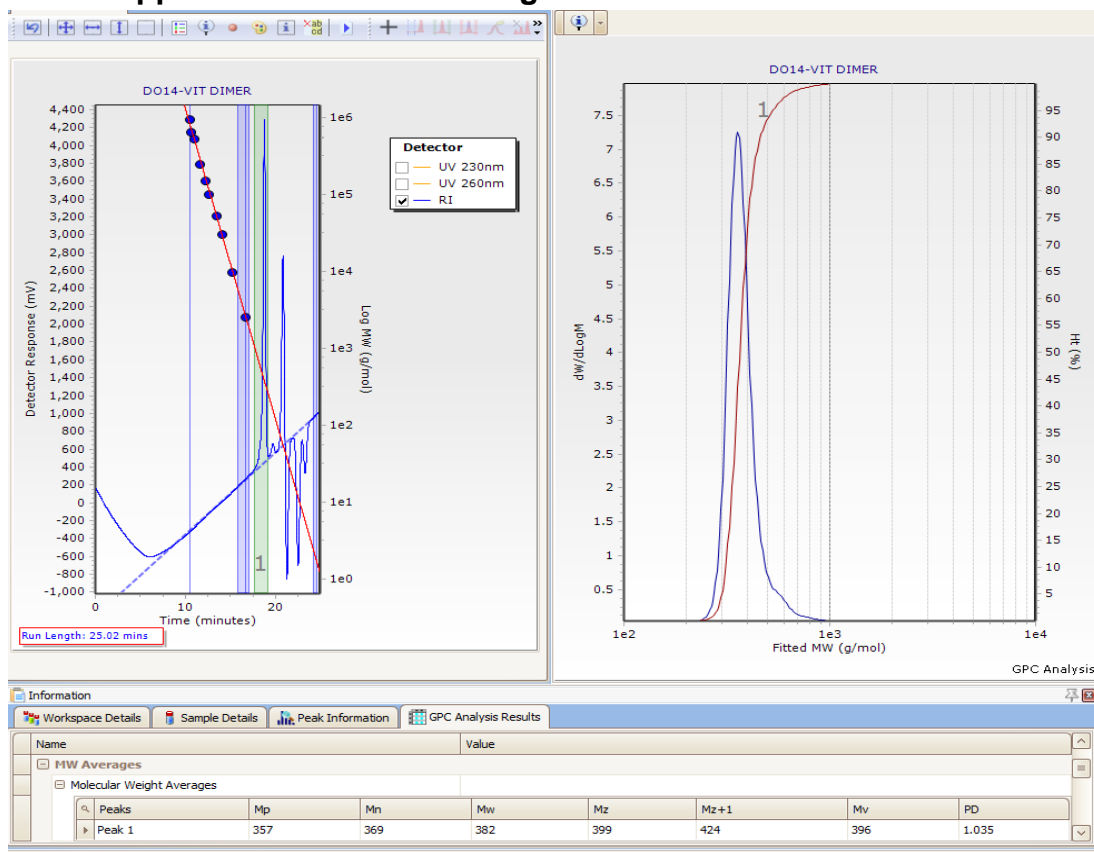 ab
cd
DO14-VIT DIMER
4,400
4,200
4,000
3,800
3,600
3,400
3,200
3,000
2,800
2,600
2,400
2,200
2,000
1,800
1,600
1,400
1,200
1,000
800
600
400
200
0
-200
-400
-600
-800
-1,000
Detector Response (mV)
0
10
20
Time (minutes)
1e6
1e5
1e4
1e3
1e2
1e1
1e0
Log MW (g/mol)
1
Run Length: 25.02 mins
Detector
UV 230nm
UV 260nm
RI
DO14-VIT DIMER
7.5
7
6.5
6
5.5
5
4.5
4
3.5
3
2.5
2
1.5
1
0.5
dW/dLogM
1
95
90
85
80
75
70
65
60
55
50
45
40
35
30
25
20
15
10
5
Ht (%)
1e2
1e3
1e4
Fitted MW (g/mol)
GPC Analysis
Information
Workspace Details Sample Details Peak Information GPC Analysis Results
Name Value
MW Averages
Molecular Weight Averages
Peaks Mp Mn Mw Mz Mz+1 Mv PD
Peak 1 357 369 382 399 424 396 1.035